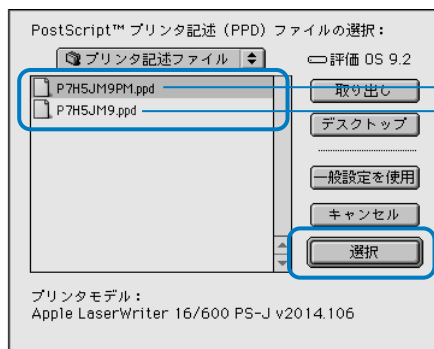 PostScript™ プリンタ記述 (PPD) ファイルの選択：
プリンタ記述ファイル
評価 OS 9.2
P7H5JM9PM.ppd
取り出し
P7H5JM9.ppd
デスクトップ
一般設定を使用
キャンセル
選択
プリンタモデル：
Apple LaserWriter 16/600 PS-J v2014.106